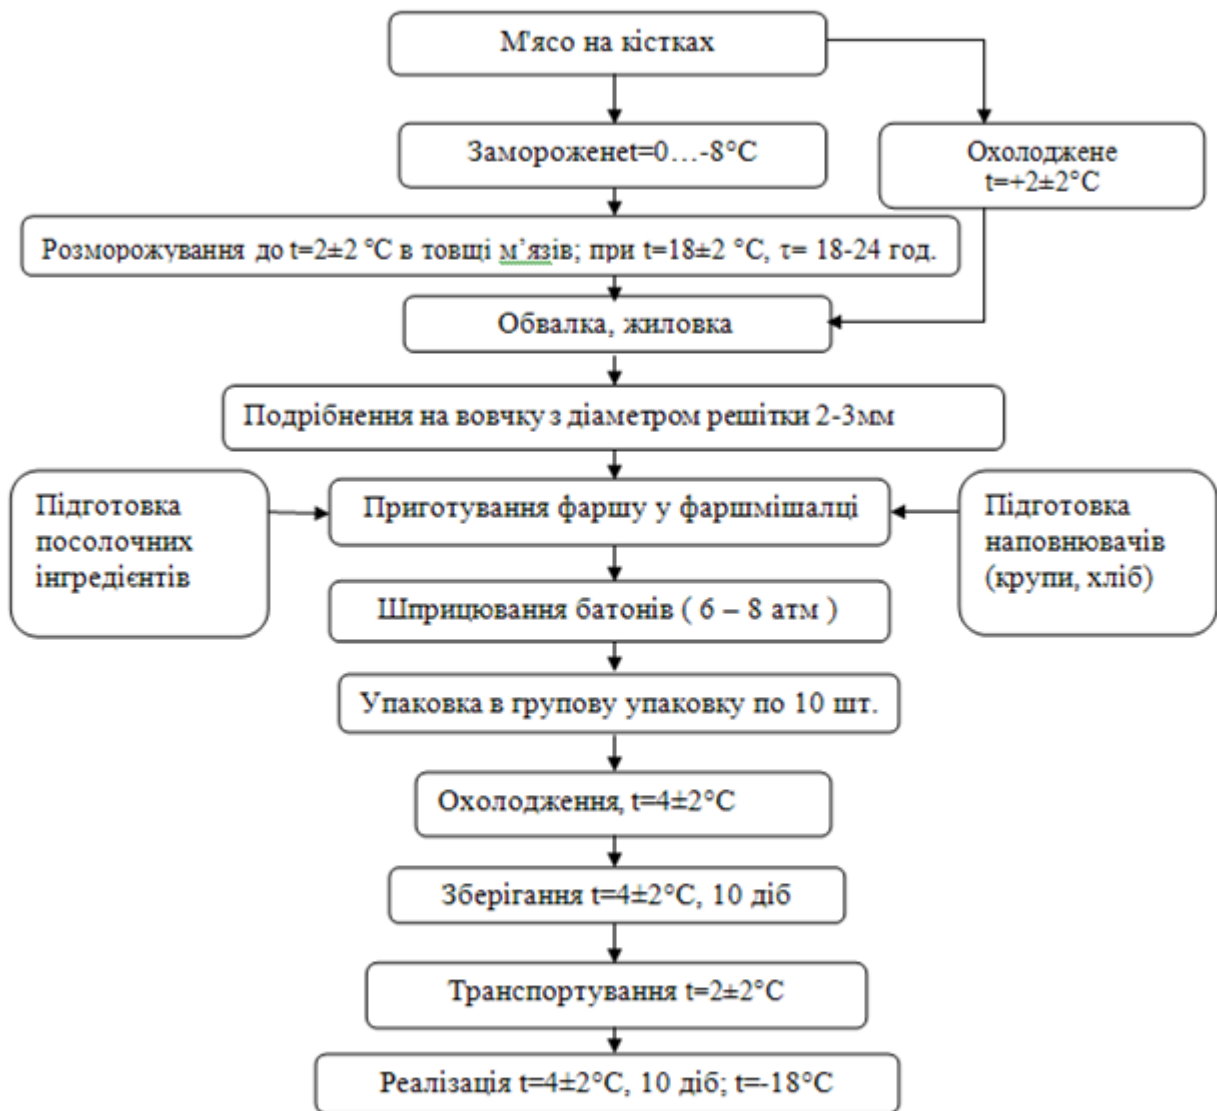 М'ясо на кістках
Замороженеt=0…-8°С
Охолоджене
t=+2±2°С
Розморожування до t=2±2 °С в товщі м’язів; при t=18±2 °С, τ= 18-24 год.
Обвалка, жиловка
Подрібнення на вовчку з діаметром решітки 2-3мм
Підготовка
посолочних
інгредієнтів
Приготування фаршу у фаршмішалці
Підготовка
наповнювачів
(крупи, хліб)
Шприцювання батонів ( 6 – 8 атм )
Упаковка в групову упаковку по 10 шт.
Охолодження, t=4±2°С
Зберігання t=4±2°С, 10 діб
Транспортування t=2±2°С
Реалізація t=4±2°С, 10 діб; t=-18°С